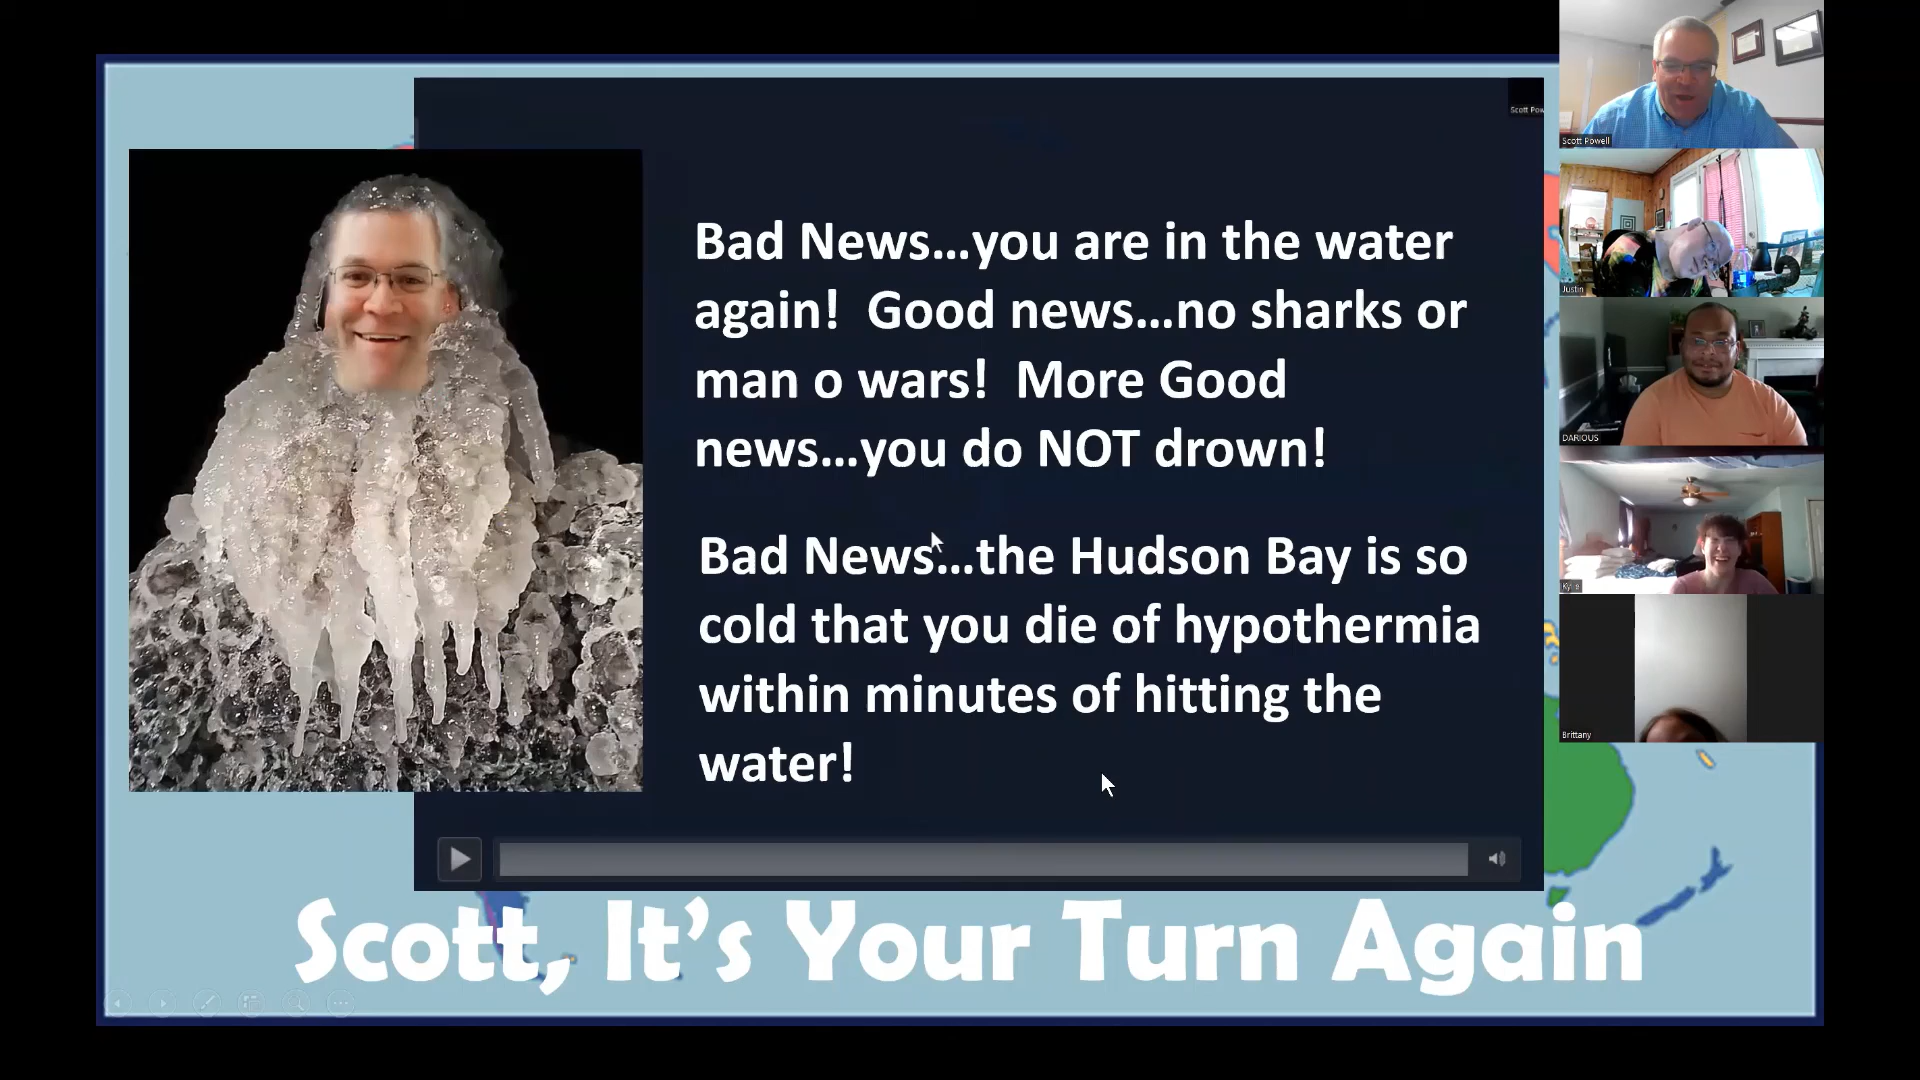 Bad News…you are in the water
again!  Good news…no sharks or
man o wars!  More Good
news…you do NOT drown!
Bad News…the Hudson Bay is so
cold that you die of hypothermia
within minutes of hitting the
water!
Scott, It’s Your Turn Again
Scott Pow
Scott Powell
Justin
DARIOUS
Brittany